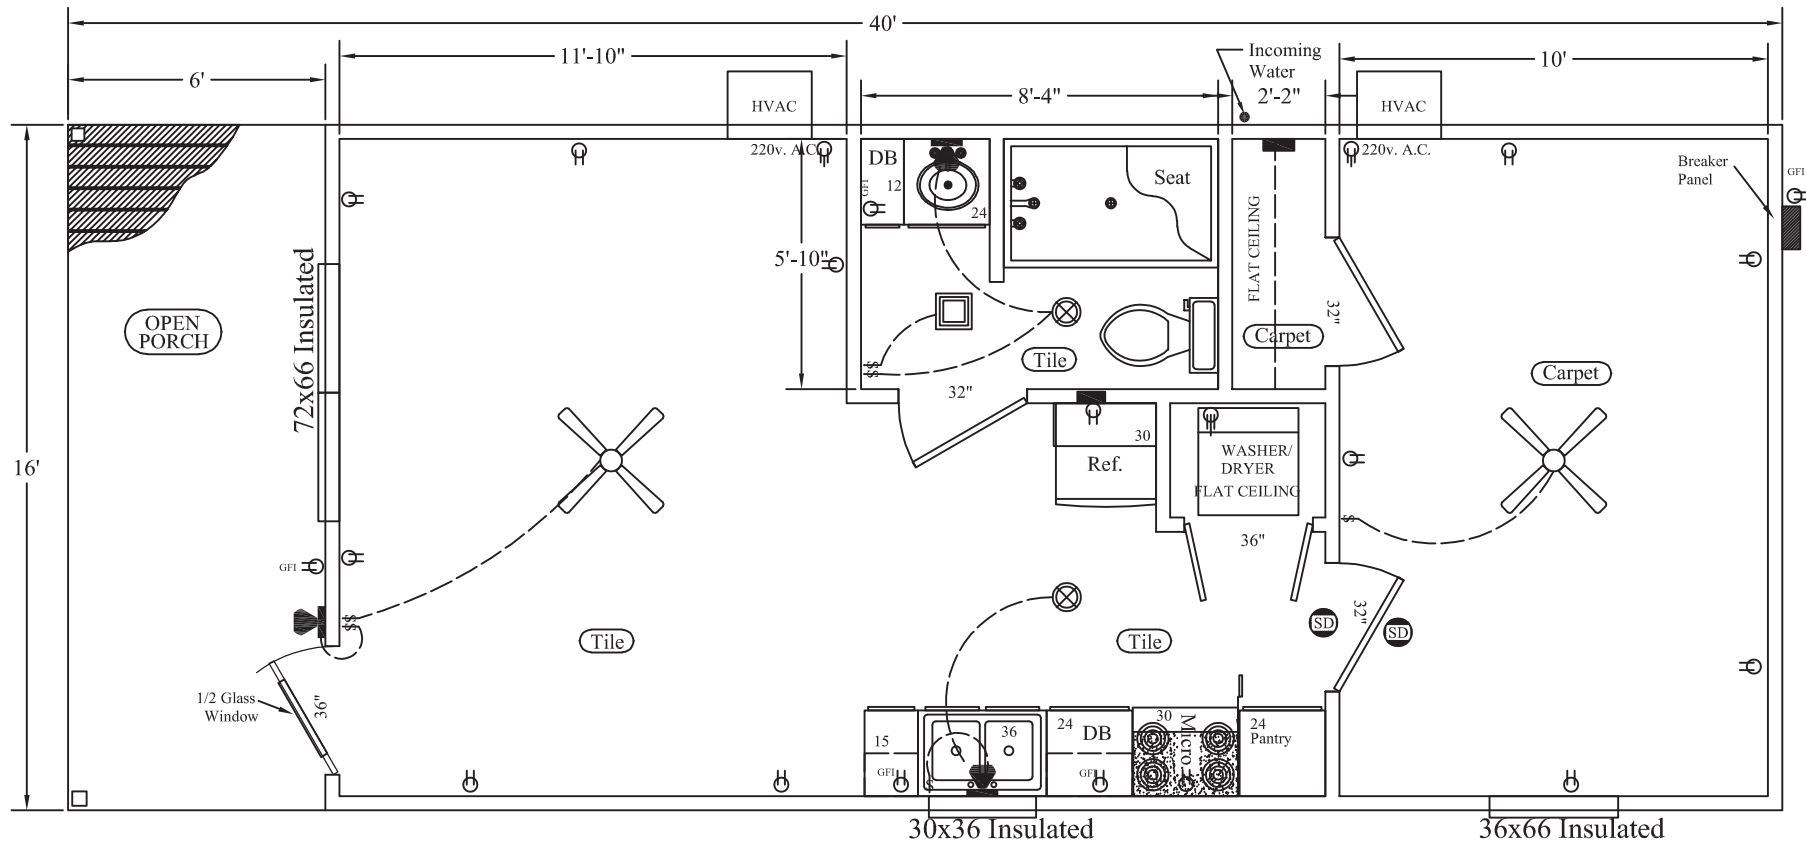 40'
11'-10"
6'
Incoming
Water
10'
8'-4"
2'-2"
HVAC
HVAC
220v. A.C.
220v. A.C.
DB
12
GFI
24
Seat
FLAT CEILING
Breaker
Panel
GFI
5'-10"
OPEN
PORCH
72x66 Insulated
32"
Carpet
Tile
SS
32"
Carpet
16'
30
Ref.
WASHER/
DRYER
FLAT CEILING
36"
S
GFI
SS
Tile
Tile
SD
32"
SD
1/2 Glass
Window
36"
15
GFI
36
S
24
DB
GFI
30
Micro
24
Pantry
30x36 Insulated
36x66 Insulated